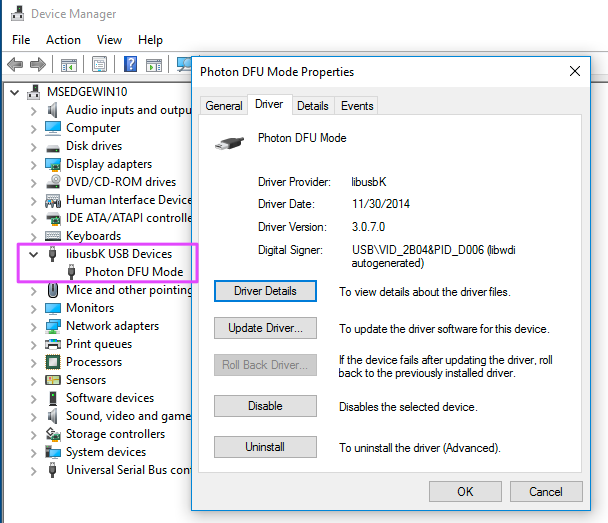 Device Manager
File Action View Help
MSEDGEWIN10
Audio inputs and outpu
Computer
Disk drives
Display adapters
DVD/CD-ROM drives
Human Interface Device
IDE ATA/ATAPI controlle
Keyboards
libusbK USB Devices
Photon DFU Mode
Mice and other pointing
Monitors
Network adapters
Print queues
Processors
Sensors
Software devices
Sound, video and game
Storage controllers
System devices
Universal Serial Bus cont
Photon DFU Mode Properties
General Driver Details Events
Photon DFU Mode
Driver Provider: libusbK
Driver Date: 11/30/2014
Driver Version: 3.0.7.0
Digital Signer: USB\VID_2B04&PID_D006 (libwdi
autogenerated)
Driver Details To view details about the driver files.
Update Driver... To update the driver software for this device.
Roll Back Driver... If the device fails after updating the driver, roll
back to the previously installed driver.
Disable Disables the selected device.
Uninstall To uninstall the driver (Advanced).
OK Cancel